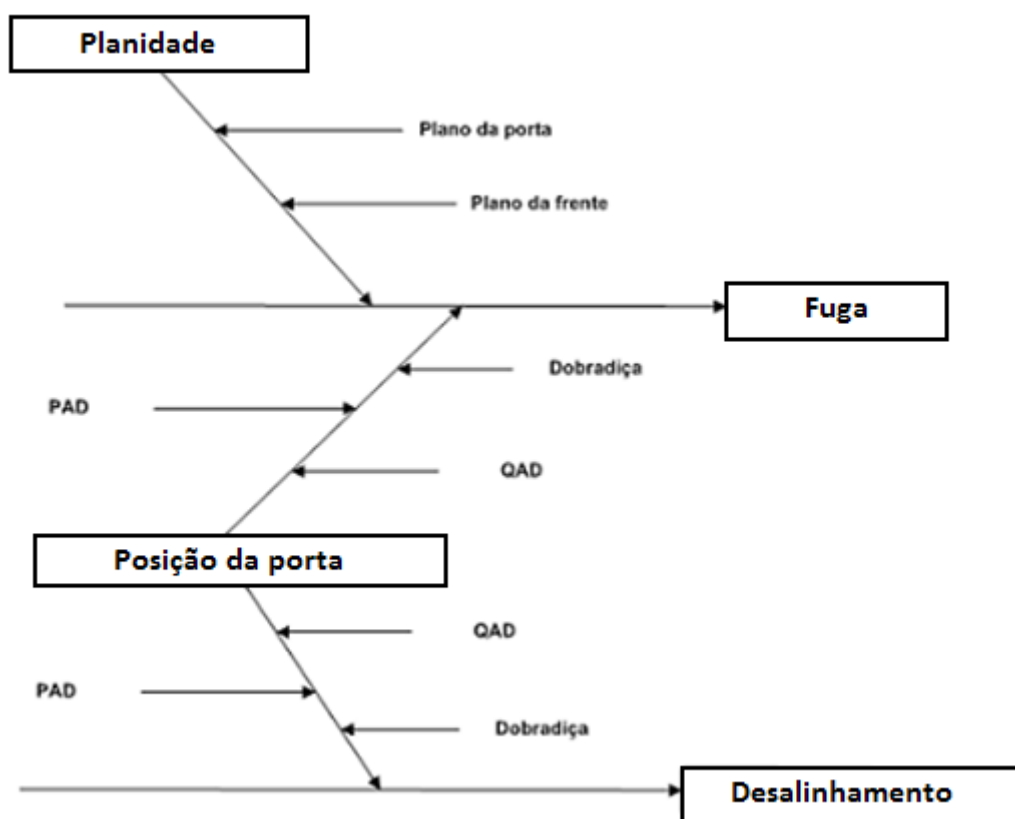 Planidade
Plano da porta
Plano da frente
Fuga
Dobradiça
PAD
QAD
Posição da porta
QAD
PAD
Dobradiça
Desalinhamento